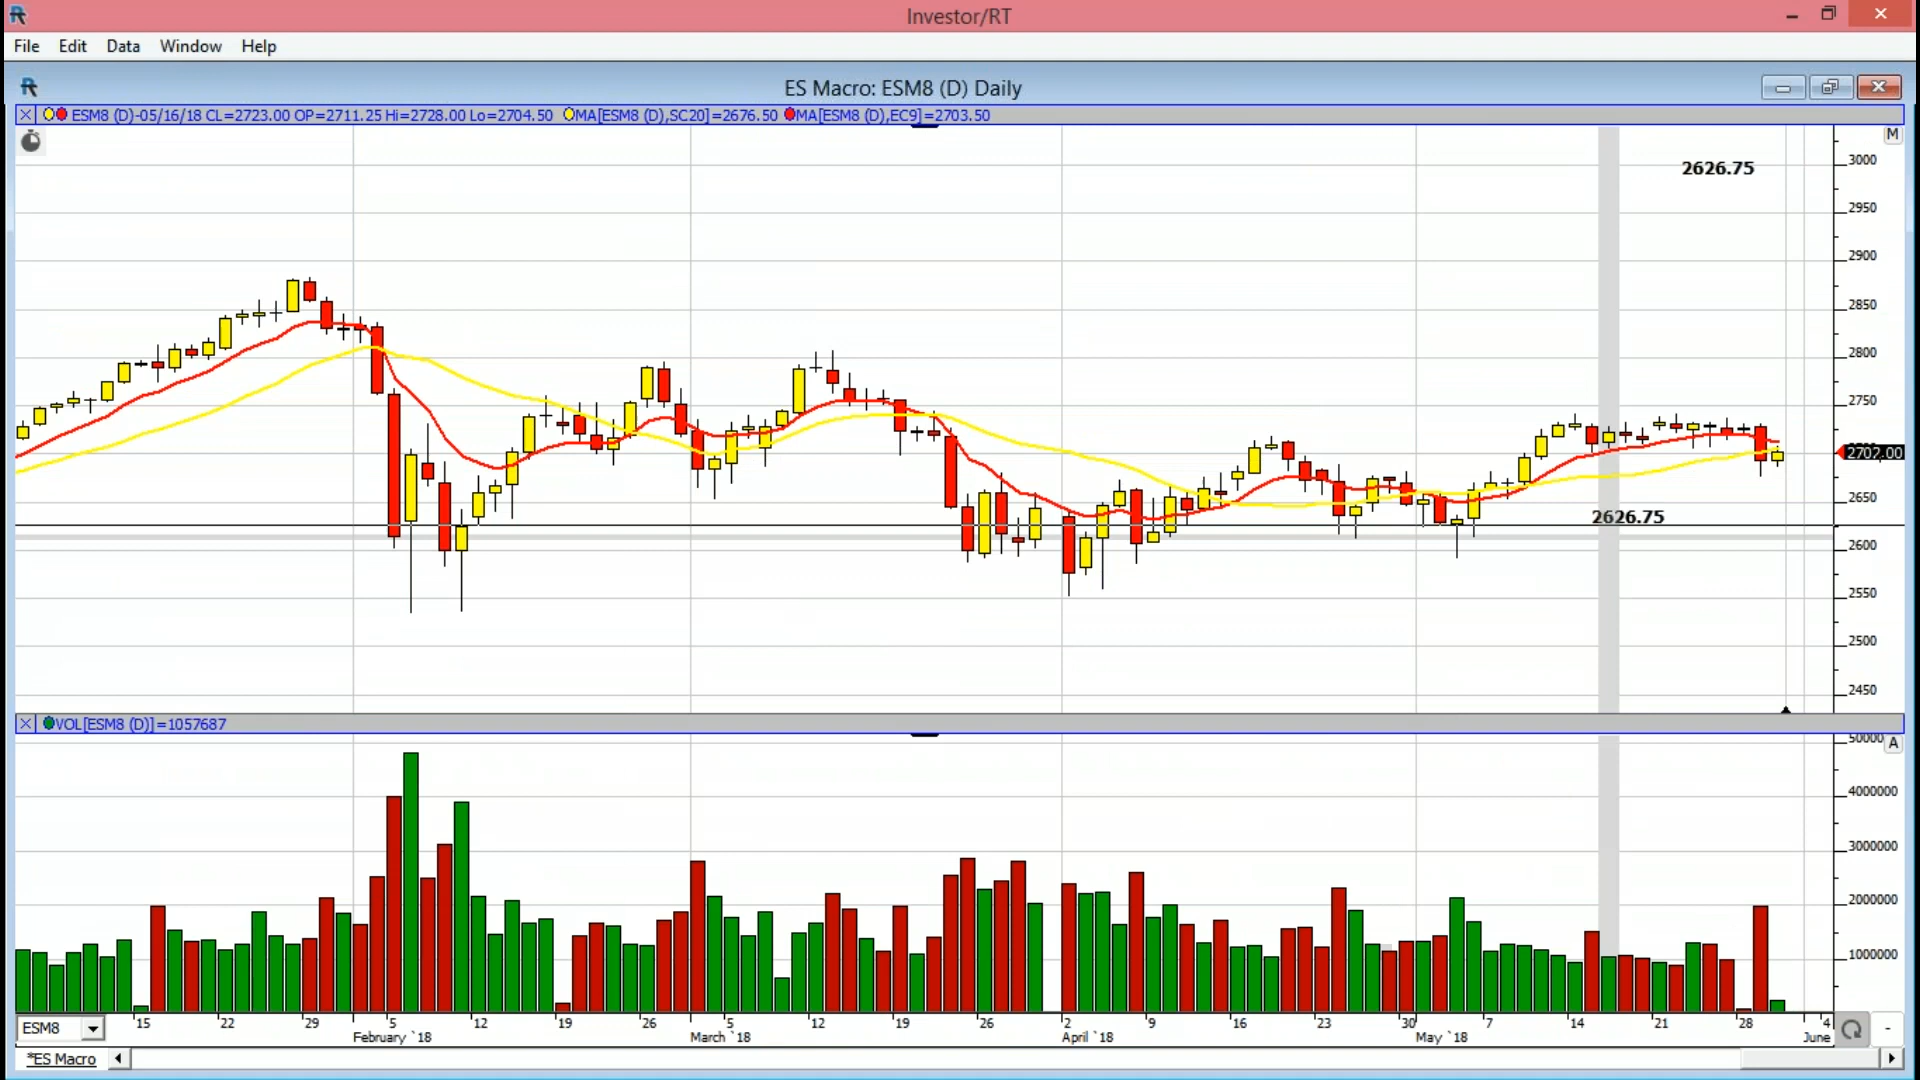 Investor/RT
File Edit Data Window Help
ES Macro: ESM8 (D) Daily
ESM8 (D)-05/16/18 CL=2723.00 OP=2711.25 Hi=2728.00 Lo=2704.50 MA[ESM8 (D),SC20]=2676.50 MA[ESM8 (D),EC9]=2703.50
M
2626.75
3000
2950
2900
2850
2800
2750
2702.00
2650
2626.75
2600
2550
2500
2450
VOL[ESM8 (D)]=1057687
A
4000000
3000000
2000000
1000000
ESM8
15 22 29 5 12 19 26 5 12 19 26 2 9 16 23 30 7 14 21 28 4
February `18 March `18 April `18 May `18 June
*ES Macro